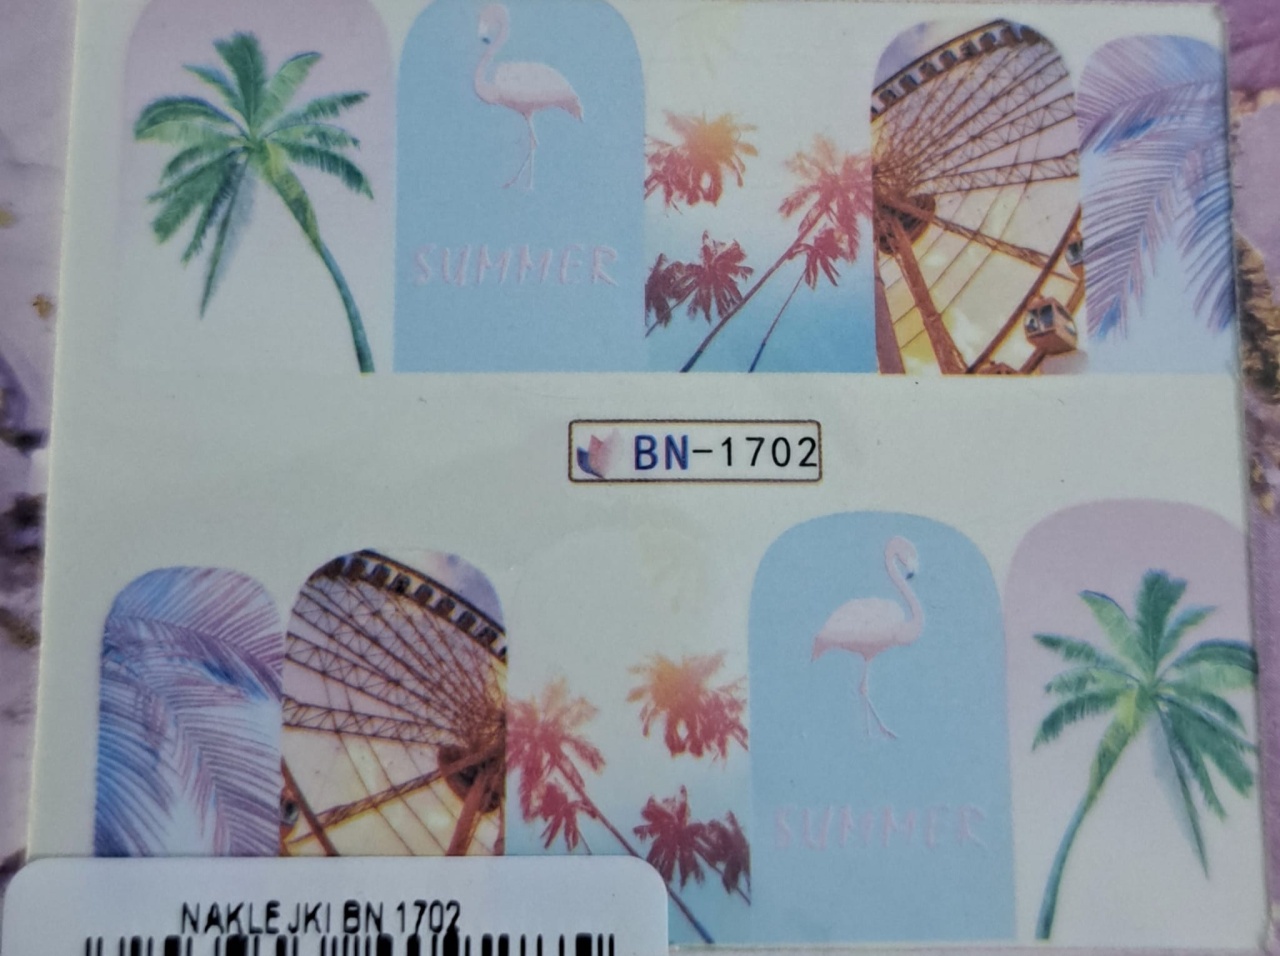 SUMMER
BN-1702
SUMMER
NAKLEJKI BN 1702